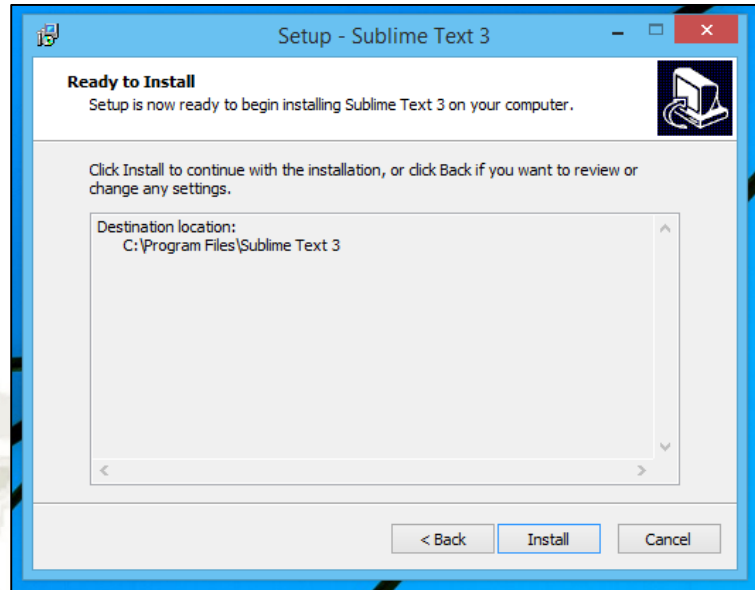 Setup - Sublime Text 3
Ready to Install
Setup is now ready to begin installing Sublime Text 3 on your computer.
Click Install to continue with the installation, or click Back if you want to review or
change any settings.
Destination location:
C:\Program Files\Sublime Text 3
< Back Install Cancel